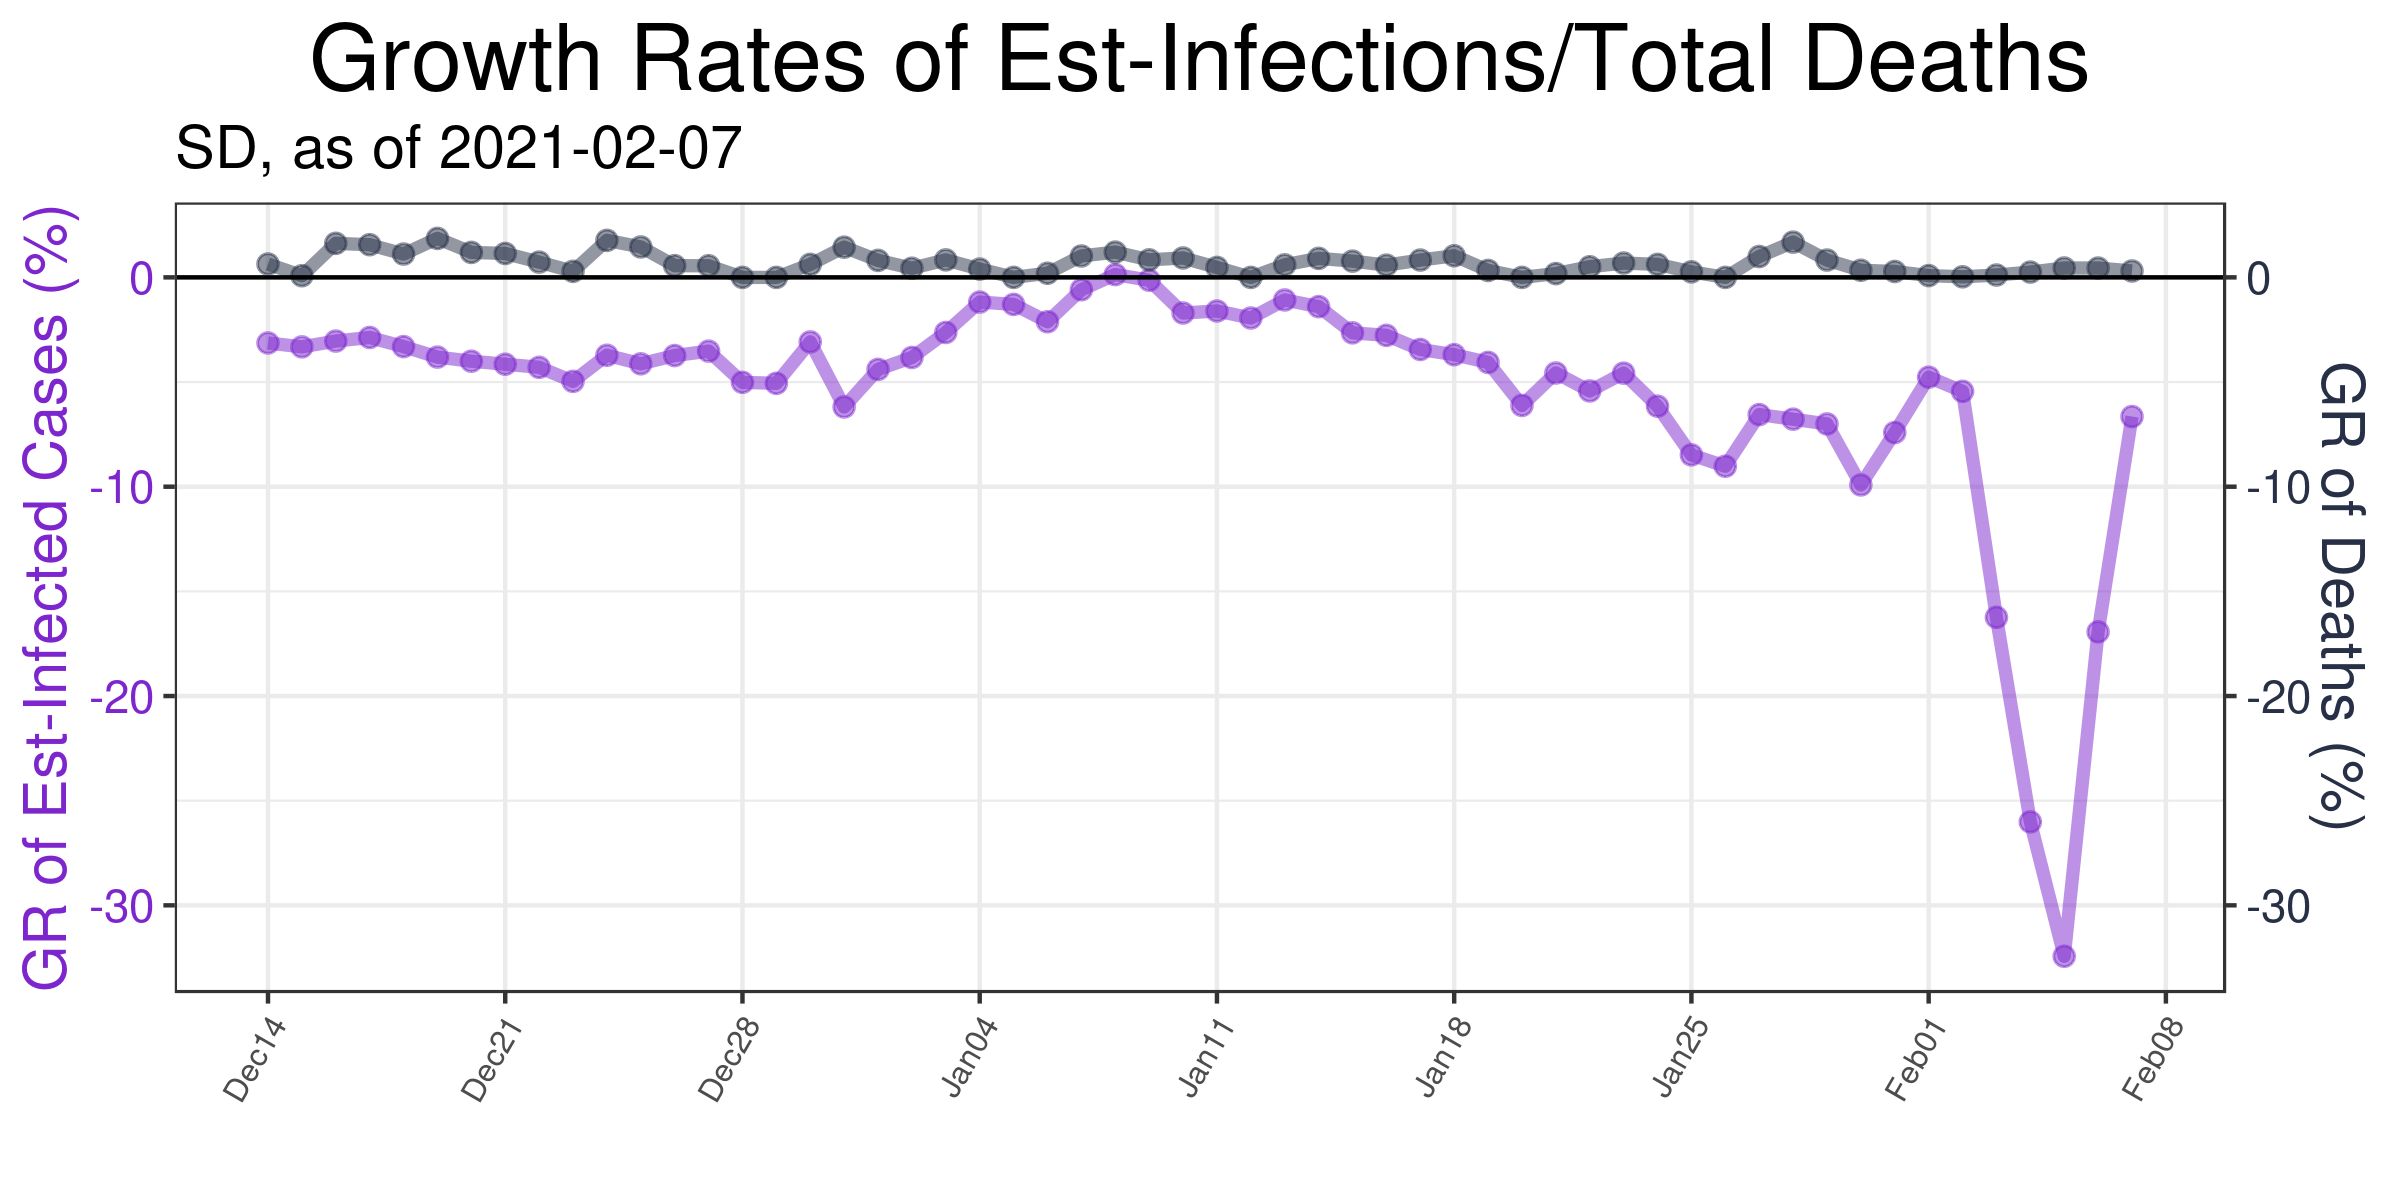 Growth Rates of Est-Infections/Total Deaths
SD, as of 2021-02-07
GR of Est-Infected Cases (%)
0
-10
-20
-30
0
-10
-20
-30
GR of Deaths (%)
Dec14
Dec21
Dec28
Jan04
Jan11
Jan18
Jan25
Feb01
Feb08